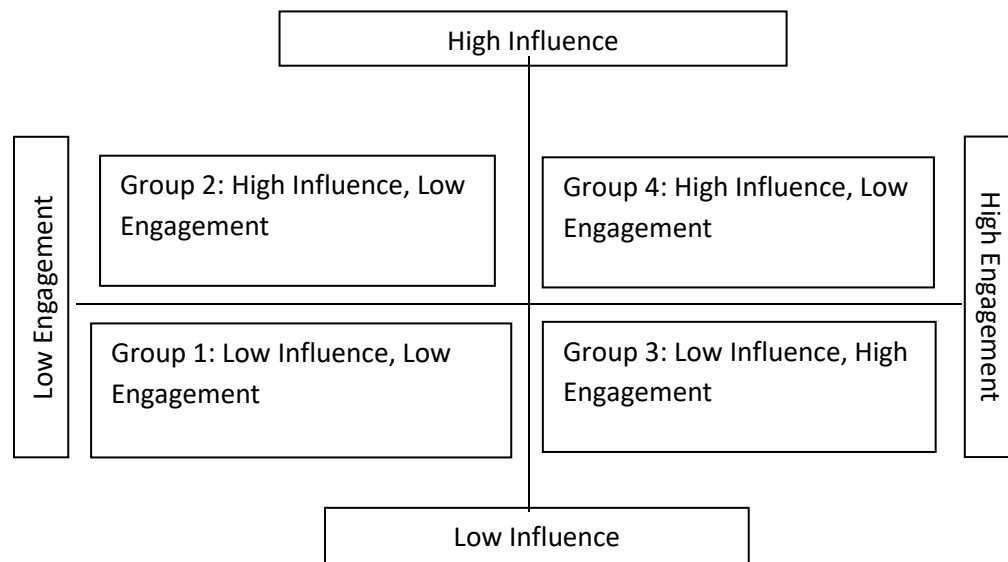 High Influence
Low Engagement
Group 2: High Influence, Low
Engagement
Group 4: High Influence, Low
Engagement
High Engagement
Group 1: Low Influence, Low
Engagement
Group 3: Low Influence, High
Engagement
Low Influence